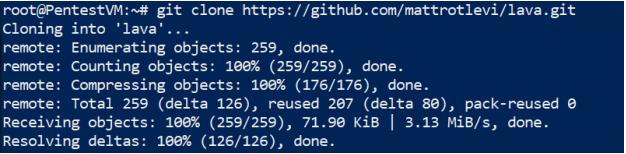 root@PentestVM:~# git clone https://github.com/mattrotlevi/lava.git
Cloning into 'lava'...
remote: Enumerating objects: 259, done.
remote: Counting objects: 100% (259/259), done.
remote: Compressing objects: 100% (176/176), done.
remote: Total 259 (delta 126), reused 207 (delta 80), pack-reused 0
Receiving objects: 100% (259/259), 71.90 KiB | 3.13 MiB/s, done.
Resolving deltas: 100% (126/126), done.